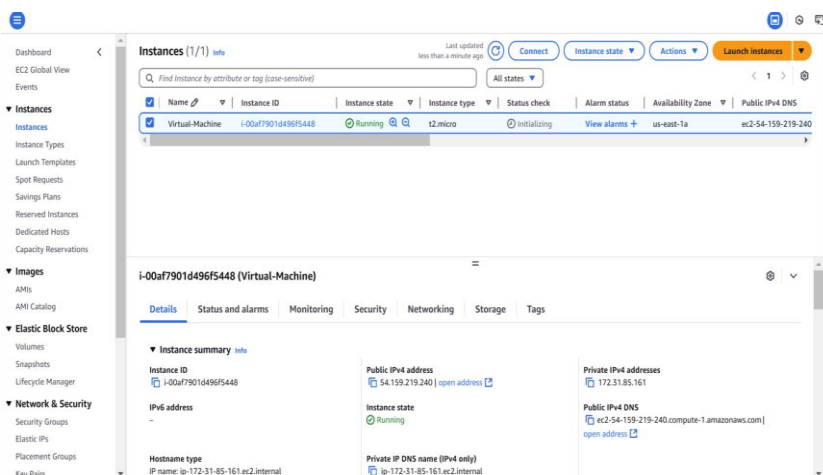 Dashboard
EC2 Global View
Events
Instances
Instances
Instance Types
Launch Templates
Spot Requests
Savings Plans
Reserved Instances
Dedicated Hosts
Capacity Reservations
Images
AMIs
AMI Catalog
Elastic Block Store
Volumes
Snapshots
Lifecycle Manager
Network & Security
Security Groups
Elastic IPs
Placement Groups
Key Pairs
Instances (1/1) Info
Last updated
less than a minute ago
Connect
Instance state
Actions
Launch instances
Find Instance by attribute or tag (case-sensitive)
All states
1
Name Instance ID Instance state Instance type Status check Alarm status Availability Zone Public IPv4 DNS
Virtual-Machine i-00af7901d496f5448 Running t2.micro Initializing View alarms + us-east-1a ec2-54-159-219-240
i-00af7901d496f5448 (Virtual-Machine)
Details Status and alarms Monitoring Security Networking Storage Tags
Instance summary Info
Instance ID
i-00af7901d496f5448
Public IPv4 address
54.159.219.240 | open address
Private IPv4 addresses
172.31.85.161
IPv6 address
–
Instance state
Running
Public IPv4 DNS
ec2-54-159-219-240.compute-1.amazonaws.com |
open address
Hostname type
IP name: ip-172-31-85-161.ec2.internal
Private IP DNS name (IPv4 only)
ip-172-31-85-161.ec2.internal